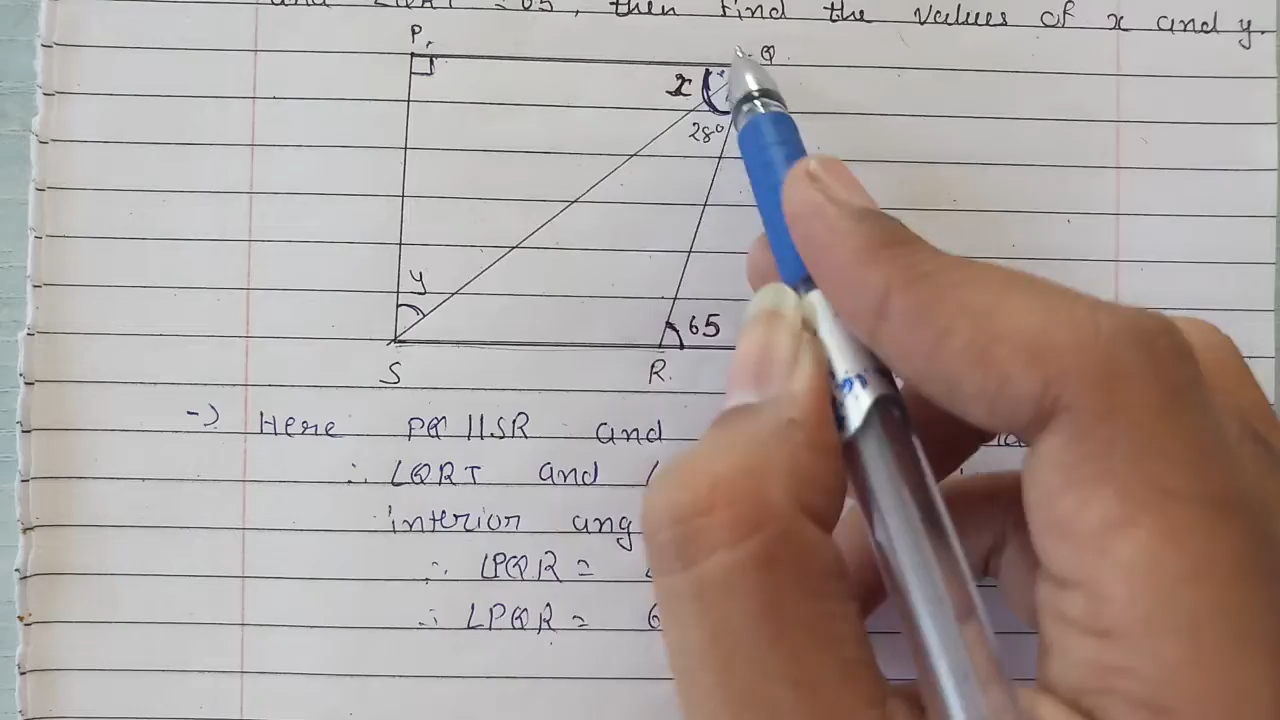 then find the values of x and y.
P
Q
x
28°
y
65
S
R.
-> Here PQ ||SR and
∴ ∠QRT and
interior ang
∴ ∠PQR =
∴ ∠PQR = 6